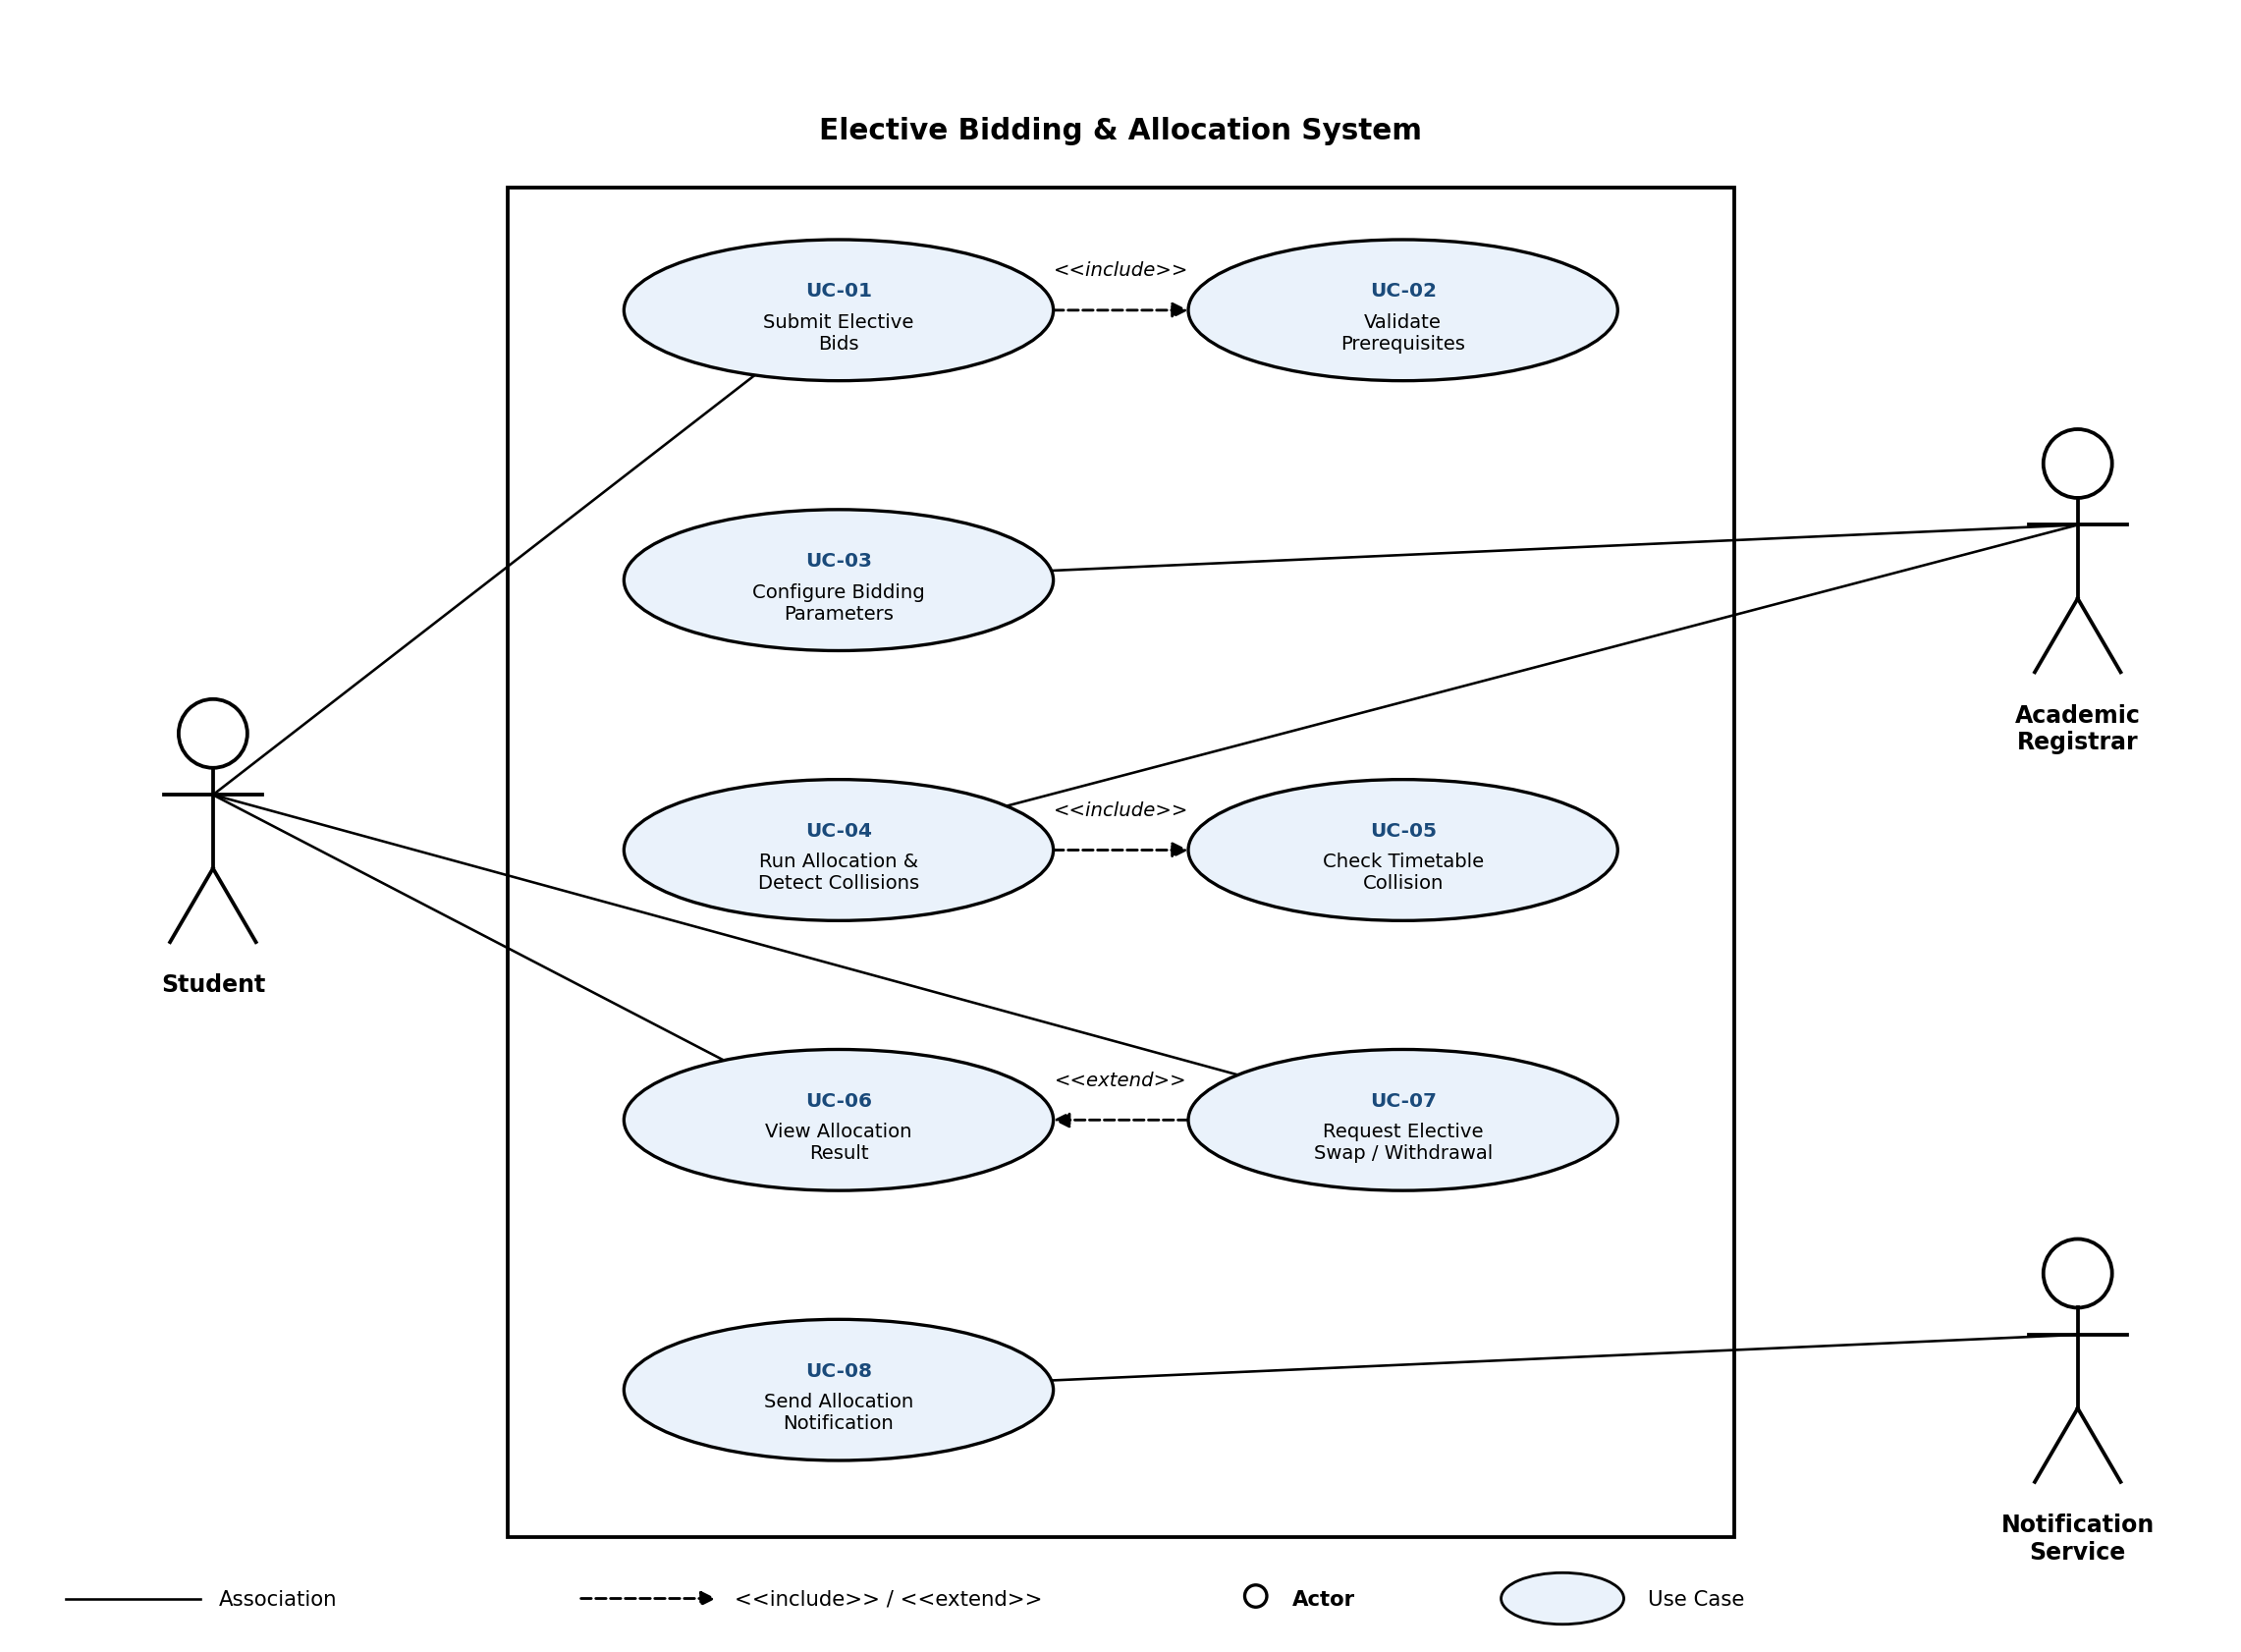 Elective Bidding & Allocation System
UC-01
Submit Elective
Bids
<<include>>
UC-02
Validate
Prerequisites
UC-03
Configure Bidding
Parameters
Academic
Registrar
UC-04
Run Allocation &
Detect Collisions
<<include>>
UC-05
Check Timetable
Collision
Student
UC-06
View Allocation
Result
<<extend>>
UC-07
Request Elective
Swap / Withdrawal
UC-08
Send Allocation
Notification
Notification
Service
Association
<<include>> / <<extend>>
Actor
Use Case